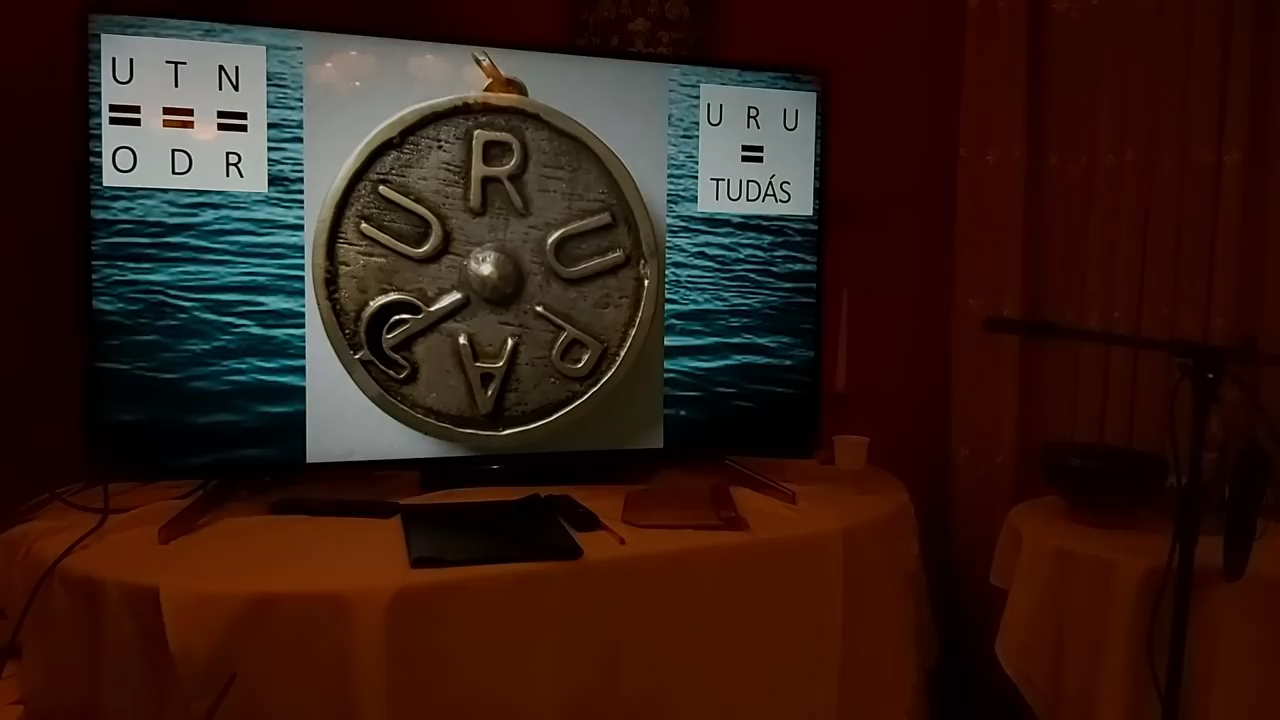 U T N
= = =
O D R
U R U
P A R
U R U
=
TUDÁS